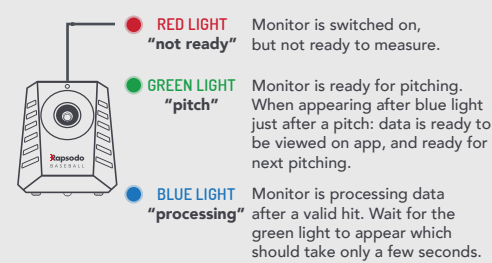 RED LIGHT
"not ready"
Monitor is switched on,
but not ready to measure.
GREEN LIGHT
"pitch"
Monitor is ready for pitching.
When appearing after blue light
just after a pitch: data is ready to
be viewed on app, and ready for
next pitching.
Rapsodo
BASEBALL
BLUE LIGHT
"processing"
Monitor is processing data
after a valid hit. Wait for the
green light to appear which
should take only a few seconds.